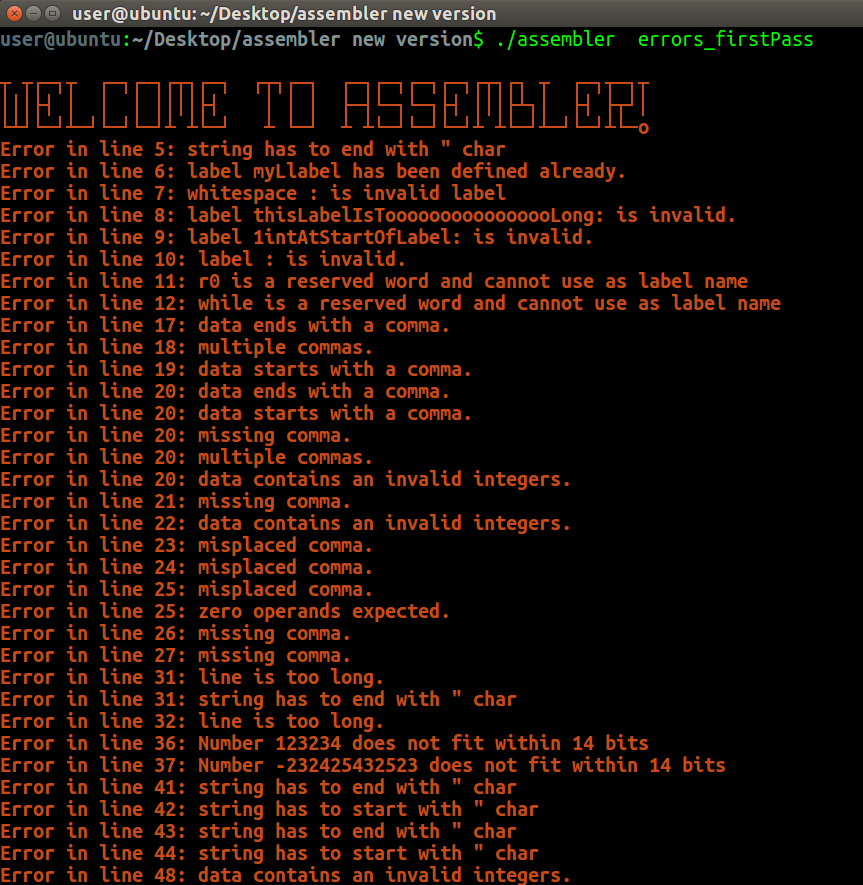 user@ubuntu: ~/Desktop/assembler new version
user@ubuntu:~/Desktop/assembler new version$ ./assembler  errors_firstPass
WELCOME TO ASSEMBLER
Error in line 5: string has to end with " char
Error in line 6: label myLlabel has been defined already.
Error in line 7: whitespace : is invalid label
Error in line 8: label thisLabelIsToooooooooooooooLong: is invalid.
Error in line 9: label 1intAtStartOfLabel: is invalid.
Error in line 10: label : is invalid.
Error in line 11: r0 is a reserved word and cannot use as label name
Error in line 12: while is a reserved word and cannot use as label name
Error in line 17: data ends with a comma.
Error in line 18: multiple commas.
Error in line 19: data starts with a comma.
Error in line 20: data ends with a comma.
Error in line 20: data starts with a comma.
Error in line 20: missing comma.
Error in line 20: multiple commas.
Error in line 20: data contains an invalid integers.
Error in line 21: missing comma.
Error in line 22: data contains an invalid integers.
Error in line 23: misplaced comma.
Error in line 24: misplaced comma.
Error in line 25: misplaced comma.
Error in line 25: zero operands expected.
Error in line 26: missing comma.
Error in line 27: missing comma.
Error in line 31: line is too long.
Error in line 31: string has to end with " char
Error in line 32: line is too long.
Error in line 36: Number 123234 does not fit within 14 bits
Error in line 37: Number -232425432523 does not fit within 14 bits
Error in line 41: string has to end with " char
Error in line 42: string has to start with " char
Error in line 43: string has to end with " char
Error in line 44: string has to start with " char
Error in line 48: data contains an invalid integers.